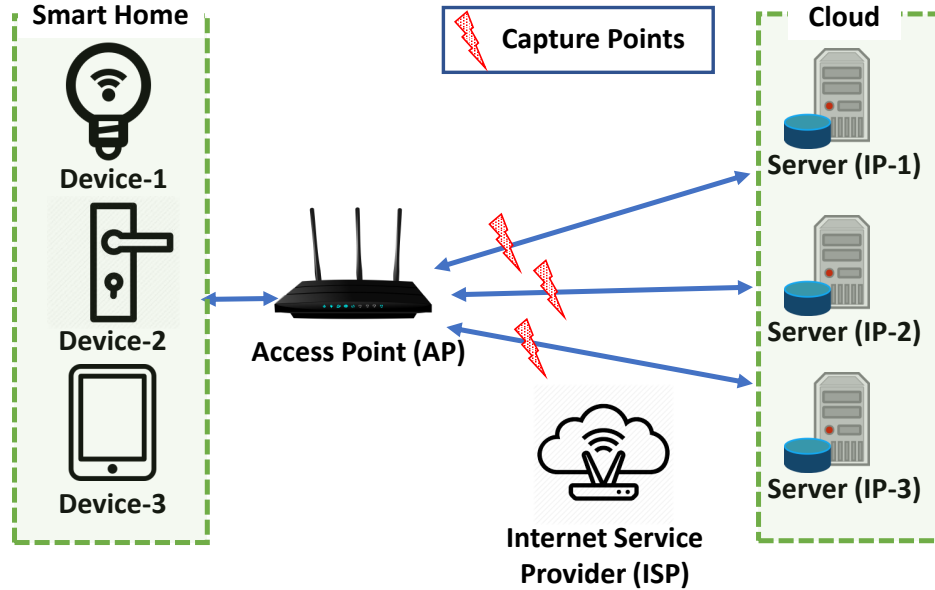 Smart Home
Capture Points
Cloud
Device-1
Server (IP-1)
Device-2
Access Point (AP)
Server (IP-2)
Device-3
Server (IP-3)
Internet Service
Provider (ISP)